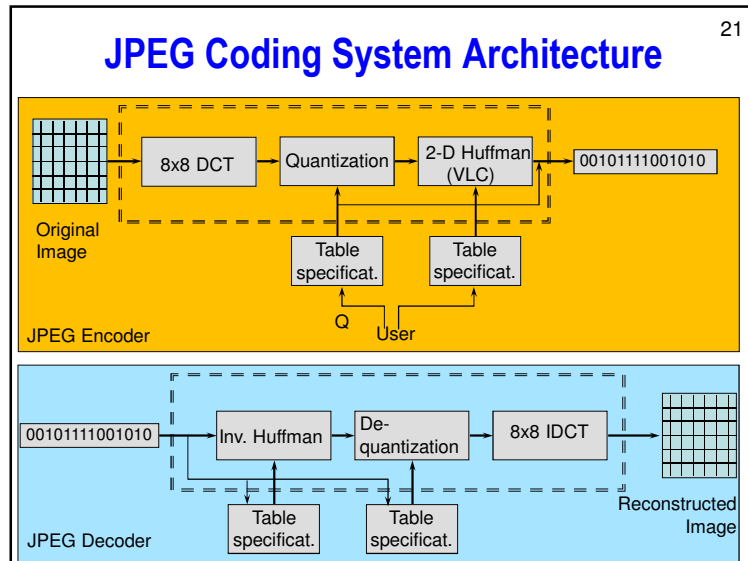 21
JPEG Coding System Architecture
8x8 DCT
Quantization
2-D Huffman
(VLC)
00101111001010
Original
Image
Table
specificat.
Table
specificat.
Q
User
JPEG Encoder
00101111001010
Inv. Huffman
De-
quantization
8x8 IDCT
Reconstructed
Image
Table
specificat.
Table
specificat.
JPEG Decoder